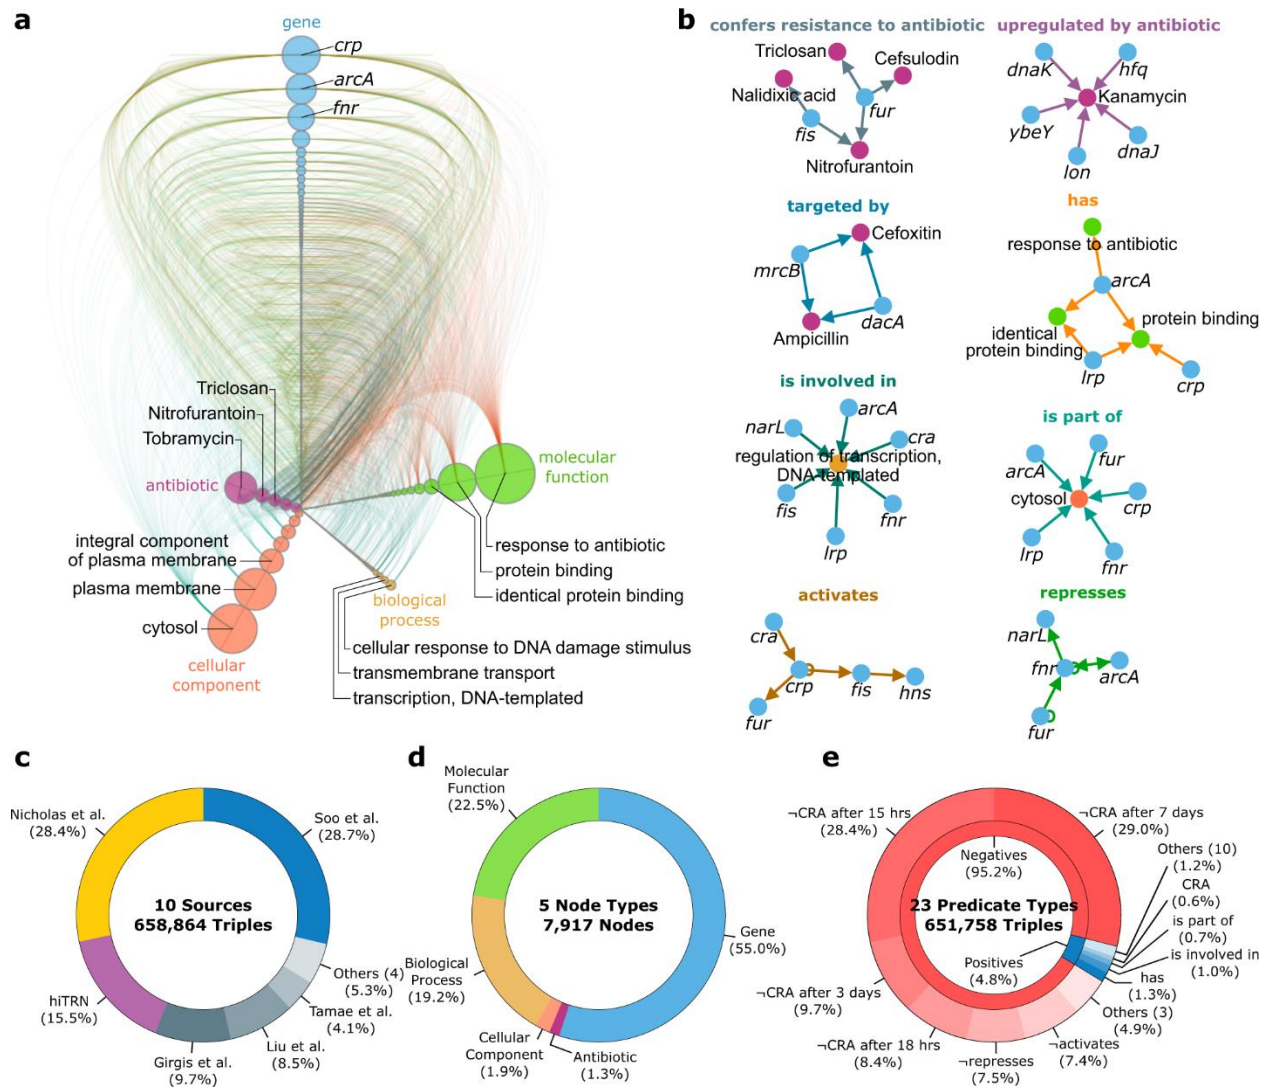 a
gene
crp
arcA
fnr
Triclosan
Nitrofurantoin
Tobramycin
antibiotic
molecular
function
integral component
of plasma membrane
plasma membrane
cytosol
cellular
component
response to antibiotic
protein binding
identical protein binding
biological
process
cellular response to DNA damage stimulus
transmembrane transport
transcription, DNA-templated
b
confers resistance to antibiotic
Triclosan
Cefsulodin
Nalidixic acid
fur
fis
Nitrofurantoin
upregulated by antibiotic
dnaK
hfq
Kanamycin
ybeY
dnaJ
lon
targeted by
Cefoxitin
mrcB
dacA
Ampicillin
has
response to antibiotic
arcA
protein binding
identical
protein binding
lrp
crp
is involved in
arcA
narL
cra
regulation of transcription,
DNA-templated
fis
fnr
lrp
is part of
fur
arcA
cytosol
crp
lrp
fnr
activates
cra
crp
fis
hns
fur
represses
narL
fnr
arcA
fur
c
Nicholas et al.
(28.4%)
Soo et al.
(28.7%)
10 Sources
658,864 Triples
Others (4)
(5.3%)
Tamae et al.
(4.1%)
Liu et al.
(8.5%)
Girgis et al.
(9.7%)
hiTRN
(15.5%)
d
Molecular
Function
(22.5%)
5 Node Types
7,917 Nodes
Gene
(55.0%)
Biological
Process
(19.2%)
Cellular
Component
(1.9%)
Antibiotic
(1.3%)
e
¬CRA after 15 hrs
(28.4%)
¬CRA after 7 days
(29.0%)
Negatives
(95.2%)
Others (10)
(1.2%)
CRA
(0.6%)
is part of
(0.7%)
is involved in
(1.0%)
has
(1.3%)
23 Predicate Types
651,758 Triples
Positives
(4.8%)
Others (3)
(4.9%)
¬activates
(7.4%)
¬represses
(7.5%)
¬CRA after 18 hrs
(8.4%)
¬CRA after 3 days
(9.7%)